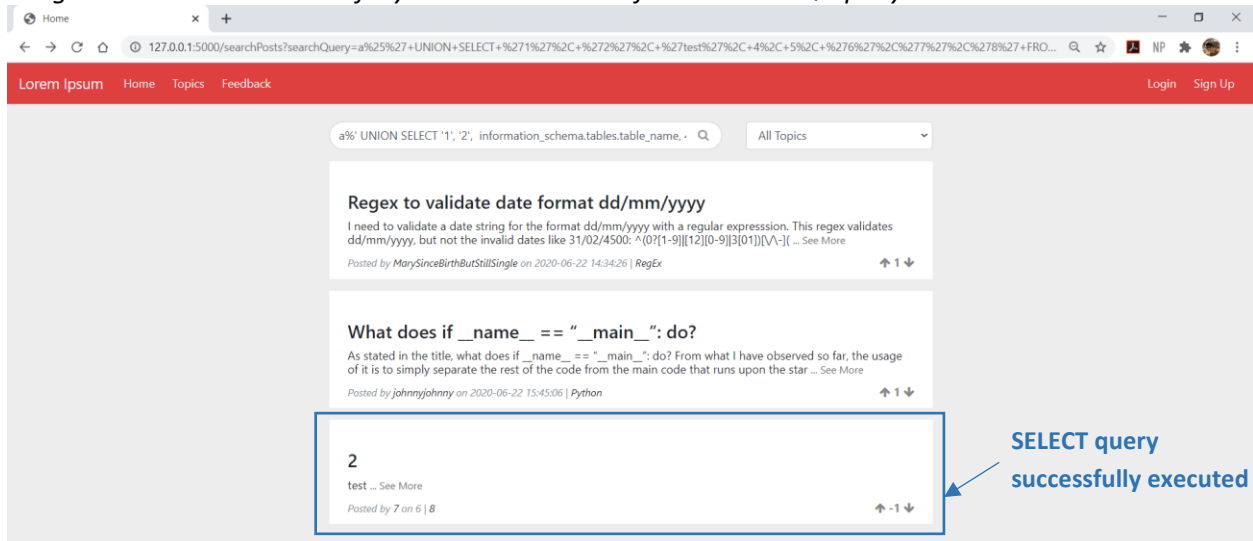 Home
127.0.0.1:5000/searchPosts?searchQuery=a%25%27+UNION+SELECT+%271%27%2C+%272%27%2C+%27test%27%2C+4%2C+5%2C+%276%27%2C%277%27%2C%278%27+FRO...
NP
Lorem Ipsum Home Topics Feedback Login Sign Up
a%' UNION SELECT '1', '2', information_schema.tables.table_name, All Topics
Regex to validate date format dd/mm/yyyy
I need to validate a date string for the format dd/mm/yyyy with a regular expresssion. This regex validates
dd/mm/yyyy, but not the invalid dates like 31/02/4500: ^(0?[1-9]|[12][0-9]|3[01])[\/\-]( ... See More
Posted by MarySinceBirthButStillSingle on 2020-06-22 14:34:26 | RegEx 1
What does if __name__ == “__main__”: do?
As stated in the title, what does if __name__ == “__main__”: do? From what I have observed so far, the usage
of it is to simply separate the rest of the code from the main code that runs upon the star ... See More
Posted by johnnyjohnny on 2020-06-22 15:45:06 | Python 1
2
test ... See More
Posted by 7 on 6 | 8 -1
SELECT query
successfully executed